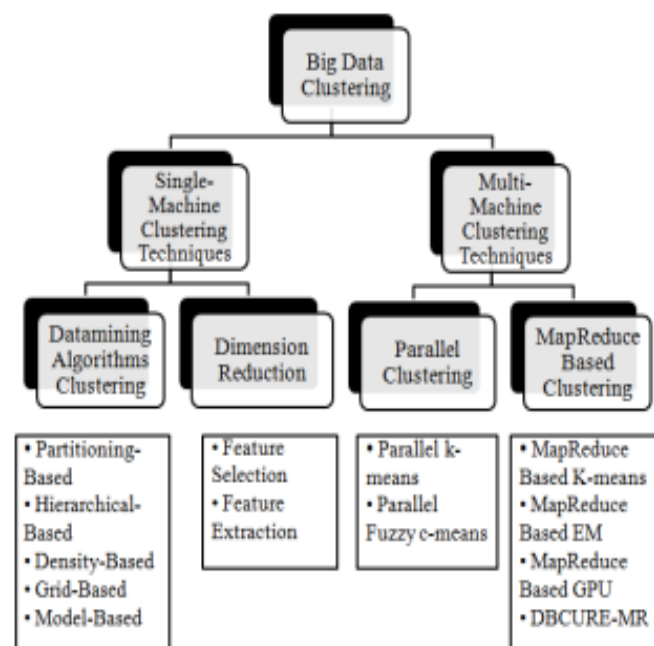 Big Data
Clustering
Single-
Machine
Clustering
Techniques
Multi-
Machine
Clustering
Techniques
Datamining
Algorithms
Clustering
Dimension
Reduction
Parallel
Clustering
MapReduce
Based
Clustering
• Partitioning-
Based
• Hierarchical-
Based
• Density-Based
• Grid-Based
• Model-Based
• Feature
Selection
• Feature
Extraction
• Parallel k-
means
• Parallel
Fuzzy c-means
• MapReduce
Based K-means
• MapReduce
Based EM
• MapReduce
Based GPU
• DBCURE-MR